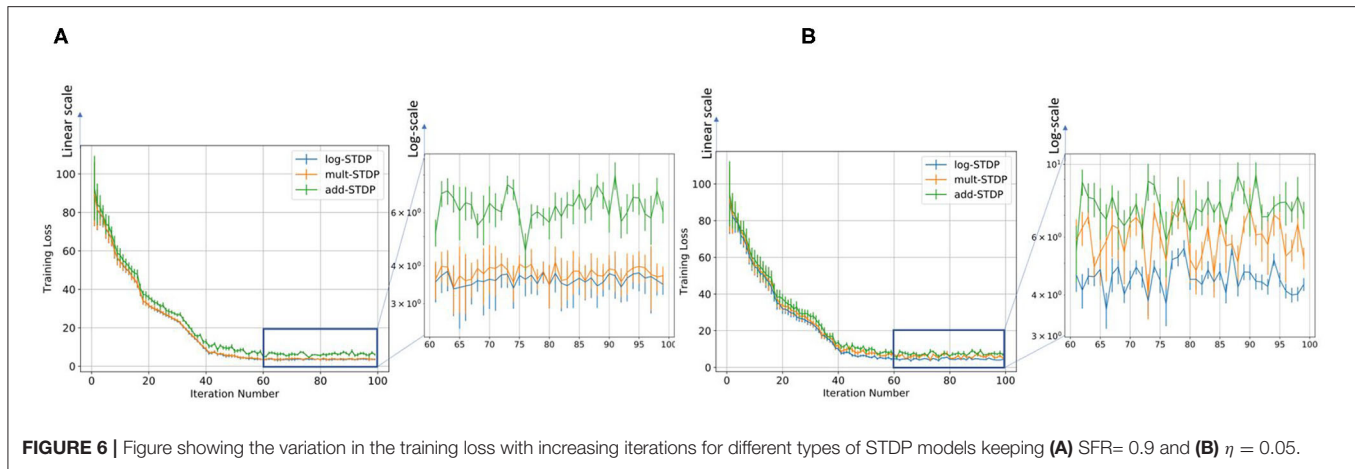 A
B
Linear scale
Training Loss
100
80
60
40
20
0
0 20 40 60 80 100
Iteration Number
log-STDP
mult-STDP
add-STDP
Log-scale
6 × 10⁰
4 × 10⁰
3 × 10⁰
60 65 70 75 80 85 90 95 100
Linear scale
Training Loss
100
80
60
40
20
0
0 20 40 60 80 100
Iteration Number
log-STDP
mult-STDP
add-STDP
Log-scale
10¹
6 × 10⁰
4 × 10⁰
3 × 10⁰
60 65 70 75 80 85 90 95 100
FIGURE 6 | Figure showing the variation in the training loss with increasing iterations for different types of STDP models keeping (A) SFR= 0.9 and (B) η = 0.05.